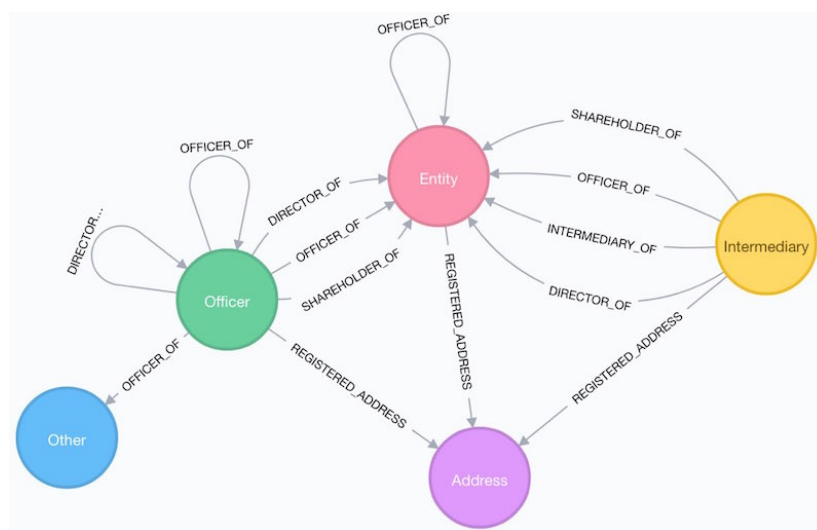 OFFICER_OF
SHAREHOLDER_OF
OFFICER_OF
Entity
DIRECTOR_OF
OFFICER_OF
INTERMEDIARY_OF
Intermediary
DIRECTOR...
OFFICER_OF
SHAREHOLDER_OF
DIRECTOR_OF
Officer
REGISTERED_ADDRESS
REGISTERED_ADDRESS
REGISTERED_ADDRESS
OFFICER_OF
Other
Address